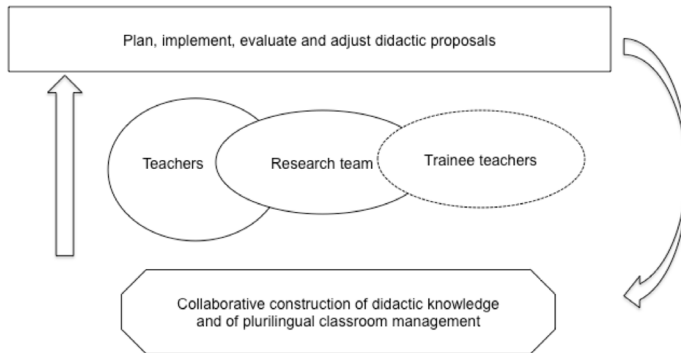 Plan, implement, evaluate and adjust didactic proposals
Teachers
Research team
Trainee teachers
Collaborative construction of didactic knowledge
and of plurilingual classroom management